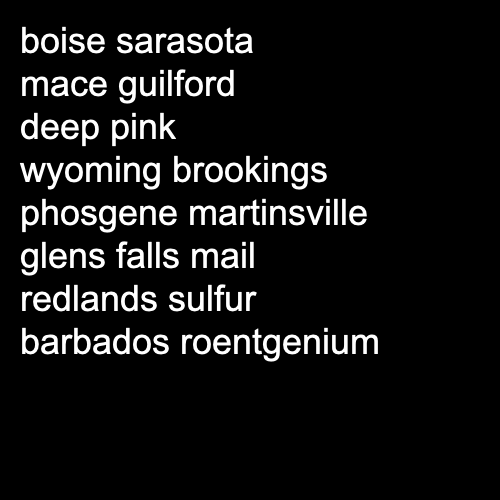 boise sarasota
mace guilford
deep pink
wyoming brookings
phosgene martinsville
glens falls mail
redlands sulfur
barbados roentgenium